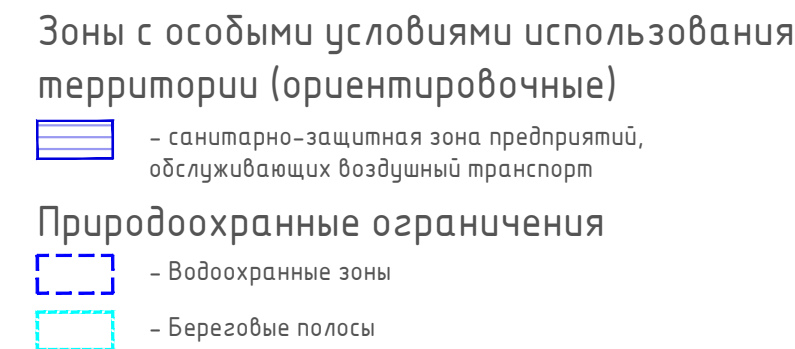 Зоны с особыми условиями использования
территории (ориентировочные)
- санитарно-защитная зона предприятий,
обслуживающих воздушный транспорт
Природоохранные ограничения
- Водоохранные зоны
- Береговые полосы